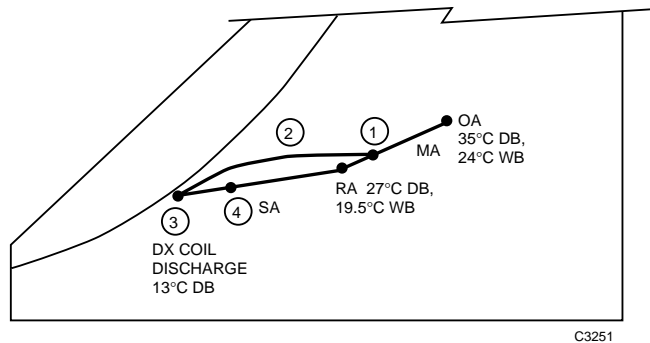 1
2
OA
35°C DB,
24°C WB
MA
RA 27°C DB,
19.5°C WB
3
4
SA
DX COIL
DISCHARGE
13°C DB
C3251